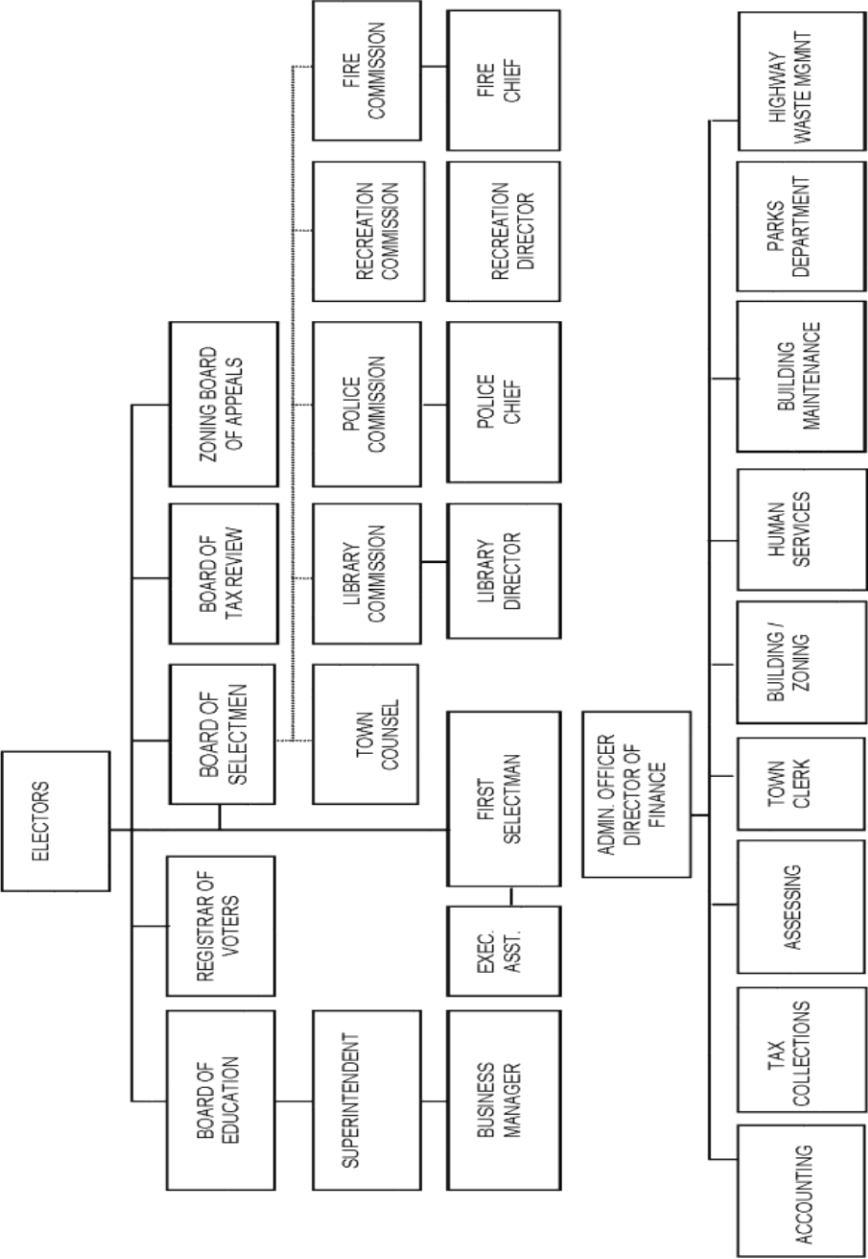 ELECTORS
BOARD OF
EDUCATION
REGISTRAR OF
VOTERS
BOARD OF
SELECTMEN
BOARD OF
TAX REVIEW
ZONING BOARD
OF APPEALS
SUPERINTENDENT
TOWN
COUNSEL
LIBRARY
COMMISSION
POLICE
COMMISSION
RECREATION
COMMISSION
FIRE
COMMISSION
BUSINESS
MANAGER
EXEC.
ASST.
FIRST
SELECTMAN
LIBRARY
DIRECTOR
POLICE
CHIEF
RECREATION
DIRECTOR
FIRE
CHIEF
ADMIN. OFFICER
DIRECTOR OF
FINANCE
ACCOUNTING
TAX
COLLECTIONS
ASSESSING
TOWN
CLERK
BUILDING /
ZONING
HUMAN
SERVICES
BUILDING
MAINTENANCE
PARKS
DEPARTMENT
HIGHWAY
WASTE MGMNT